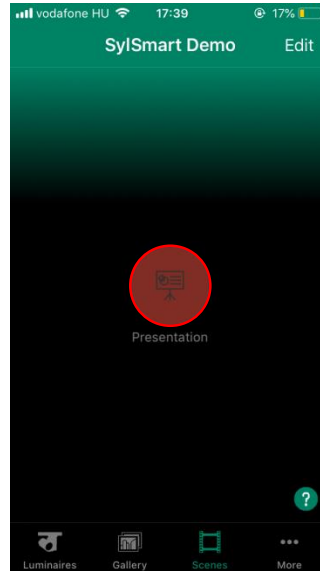 vodafone HU 17:39 17%
SylSmart Demo Edit
Presentation
?
Luminaires Gallery Scenes More